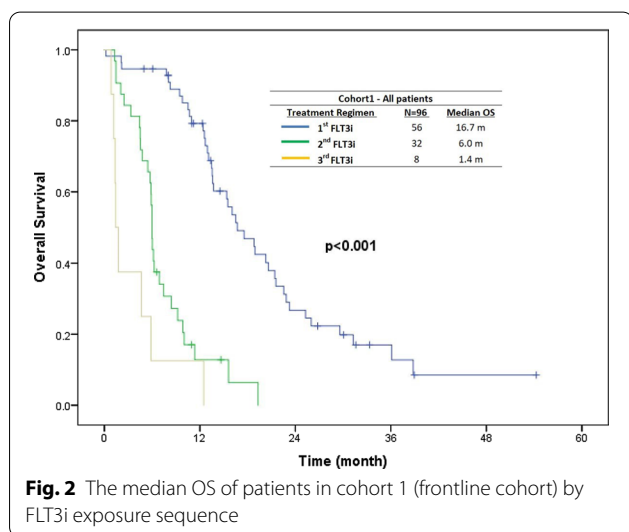 1.0
0.8
0.6
0.4
0.2
0.0
Overall Survival
Cohort1 - All patients
Treatment Regimen N=96 Median OS
1st FLT3i 56 16.7 m
2nd FLT3i 32 6.0 m
3rd FLT3i 8 1.4 m
p<0.001
0 12 24 36 48 60
Time (month)
Fig. 2 The median OS of patients in cohort 1 (frontline cohort) by
FLT3i exposure sequence